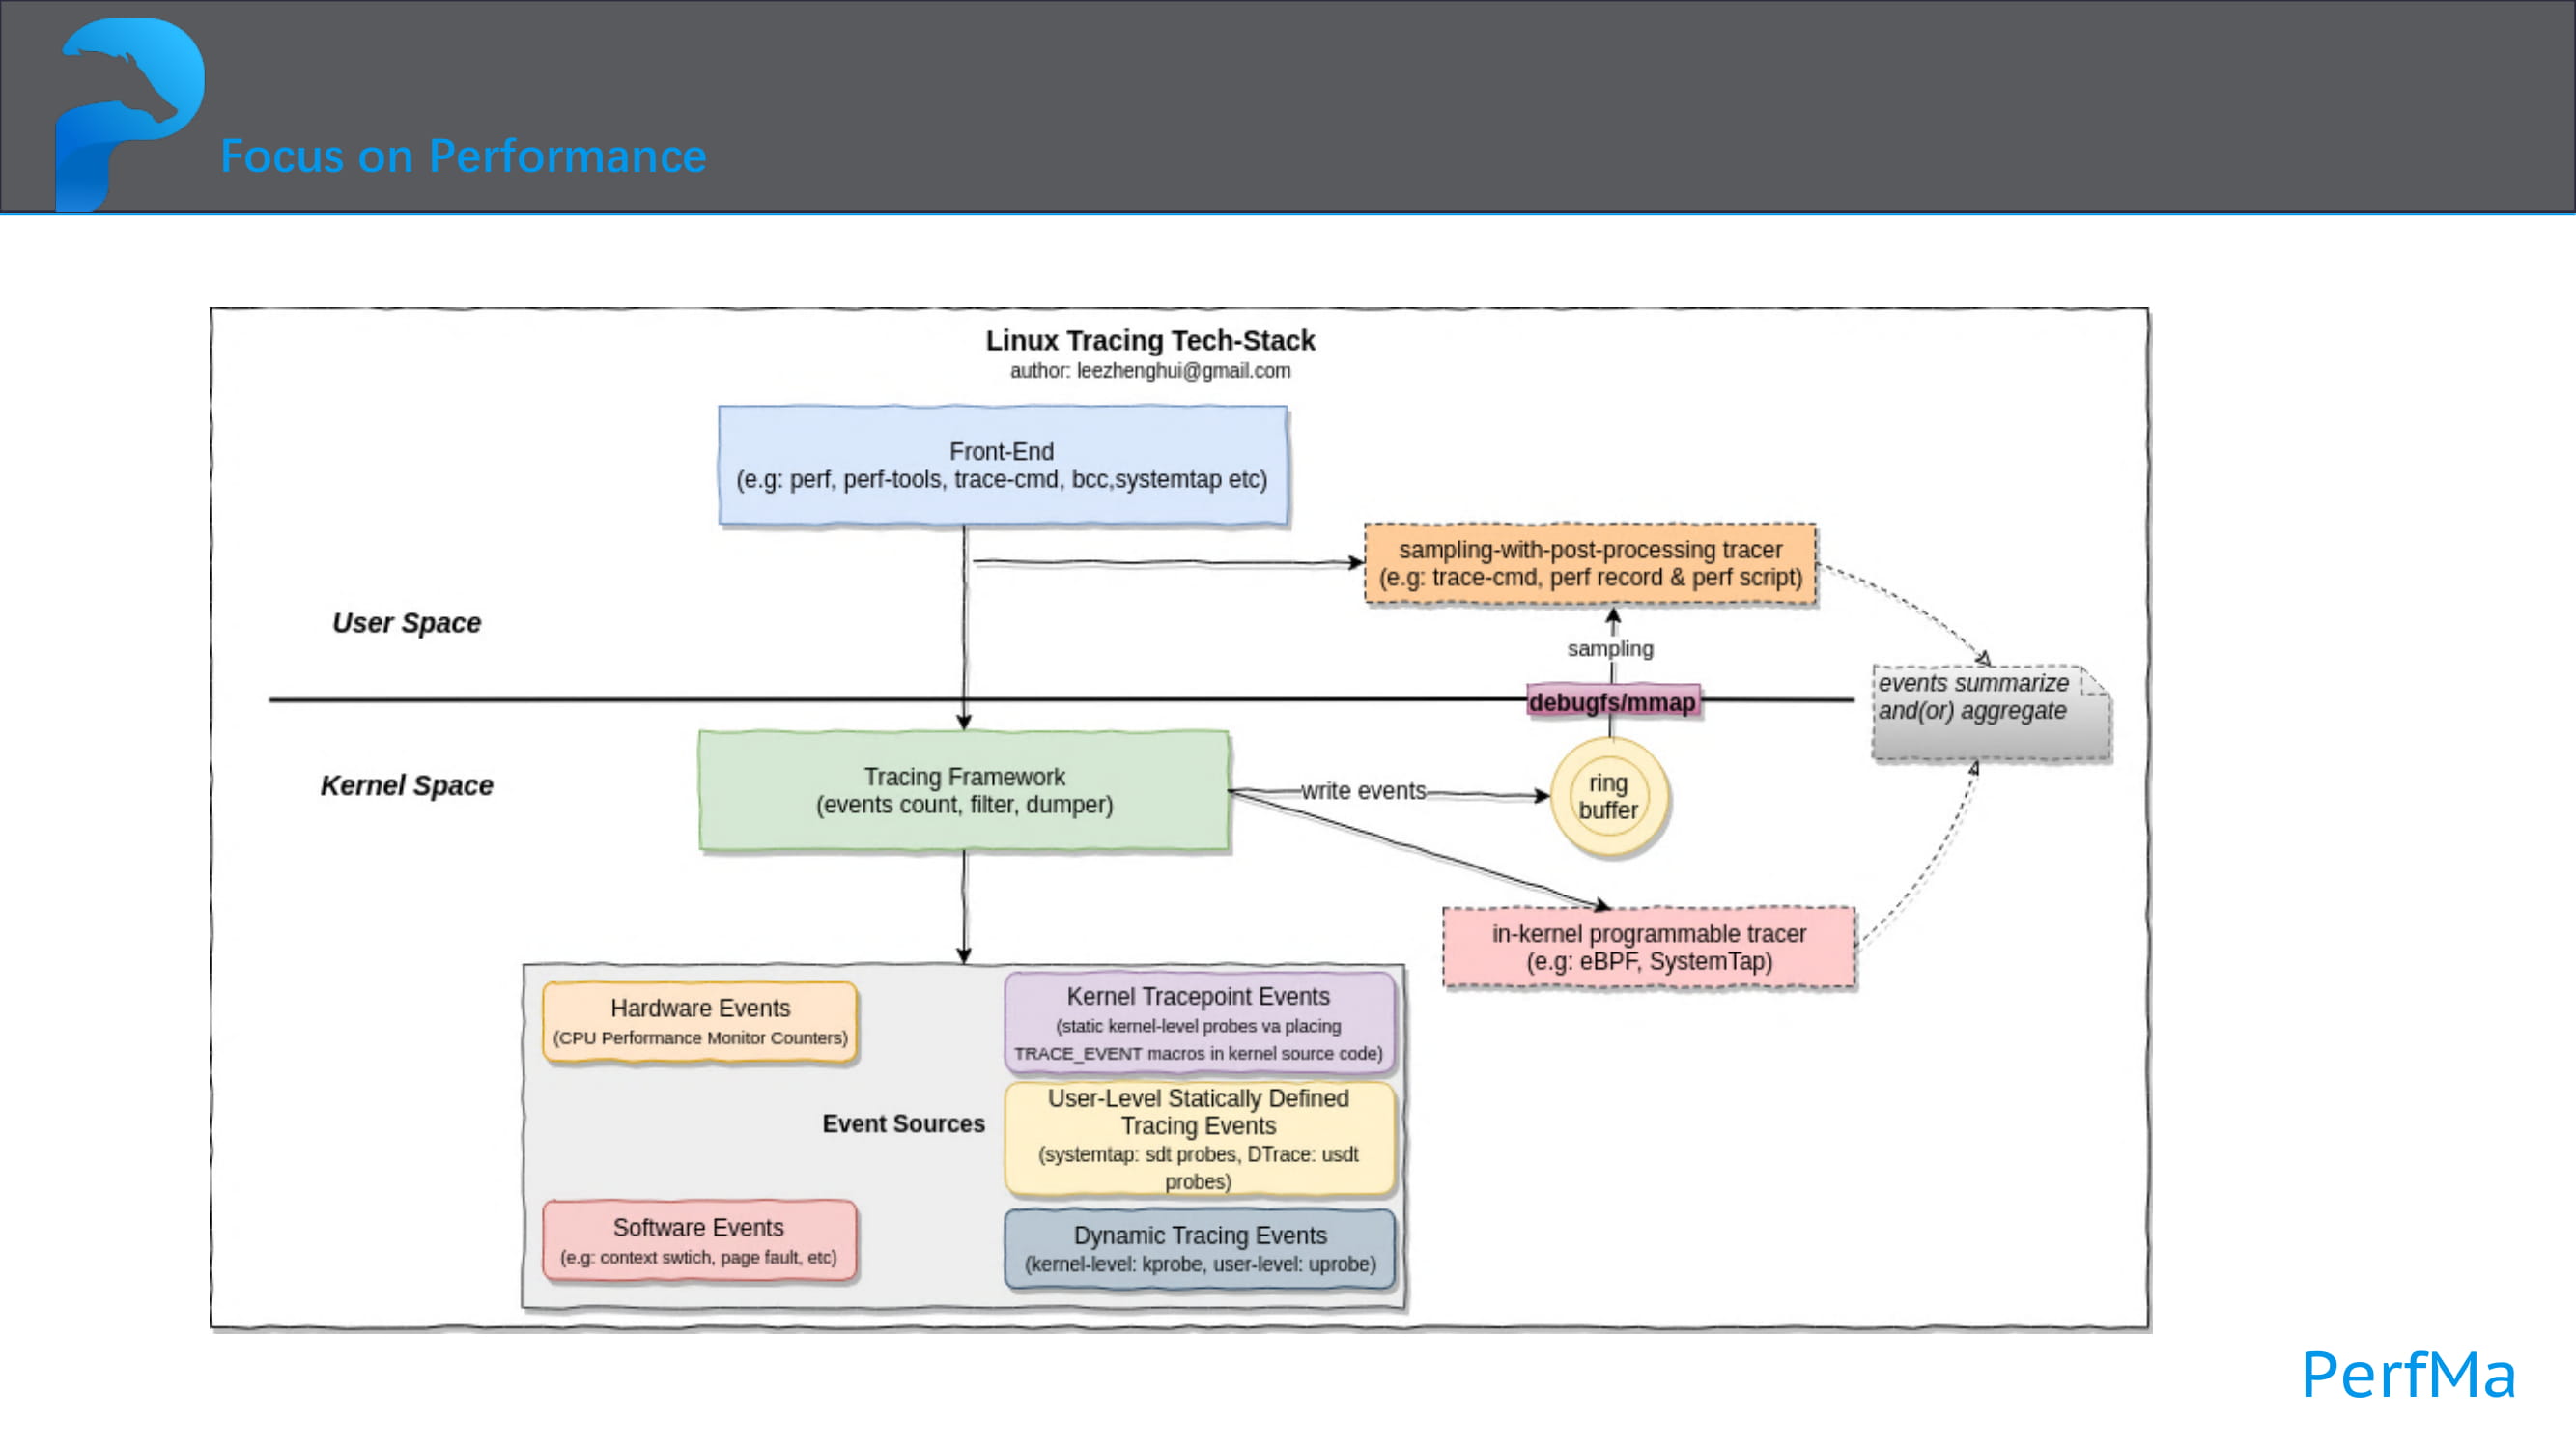 Focus on Performance
Linux Tracing Tech-Stack
author: leezhenghui@gmail.com
Front-End
(e.g: perf, perf-tools, trace-cmd, bcc,systemtap etc)
sampling-with-post-processing tracer
(e.g: trace-cmd, perf record & perf script)
User Space
sampling
debugfs/mmap
events summarize
and(or) aggregate
Kernel Space
Tracing Framework
(events count, filter, dumper)
write events
ring
buffer
in-kernel programmable tracer
(e.g: eBPF, SystemTap)
Hardware Events
(CPU Performance Monitor Counters)
Kernel Tracepoint Events
(static kernel-level probes va placing
TRACE_EVENT macros in kernel source code)
Event Sources
User-Level Statically Defined
Tracing Events
(systemtap: sdt probes, DTrace: usdt
probes)
Software Events
(e.g: context swtich, page fault, etc)
Dynamic Tracing Events
(kernel-level: kprobe, user-level: uprobe)
PerfMa